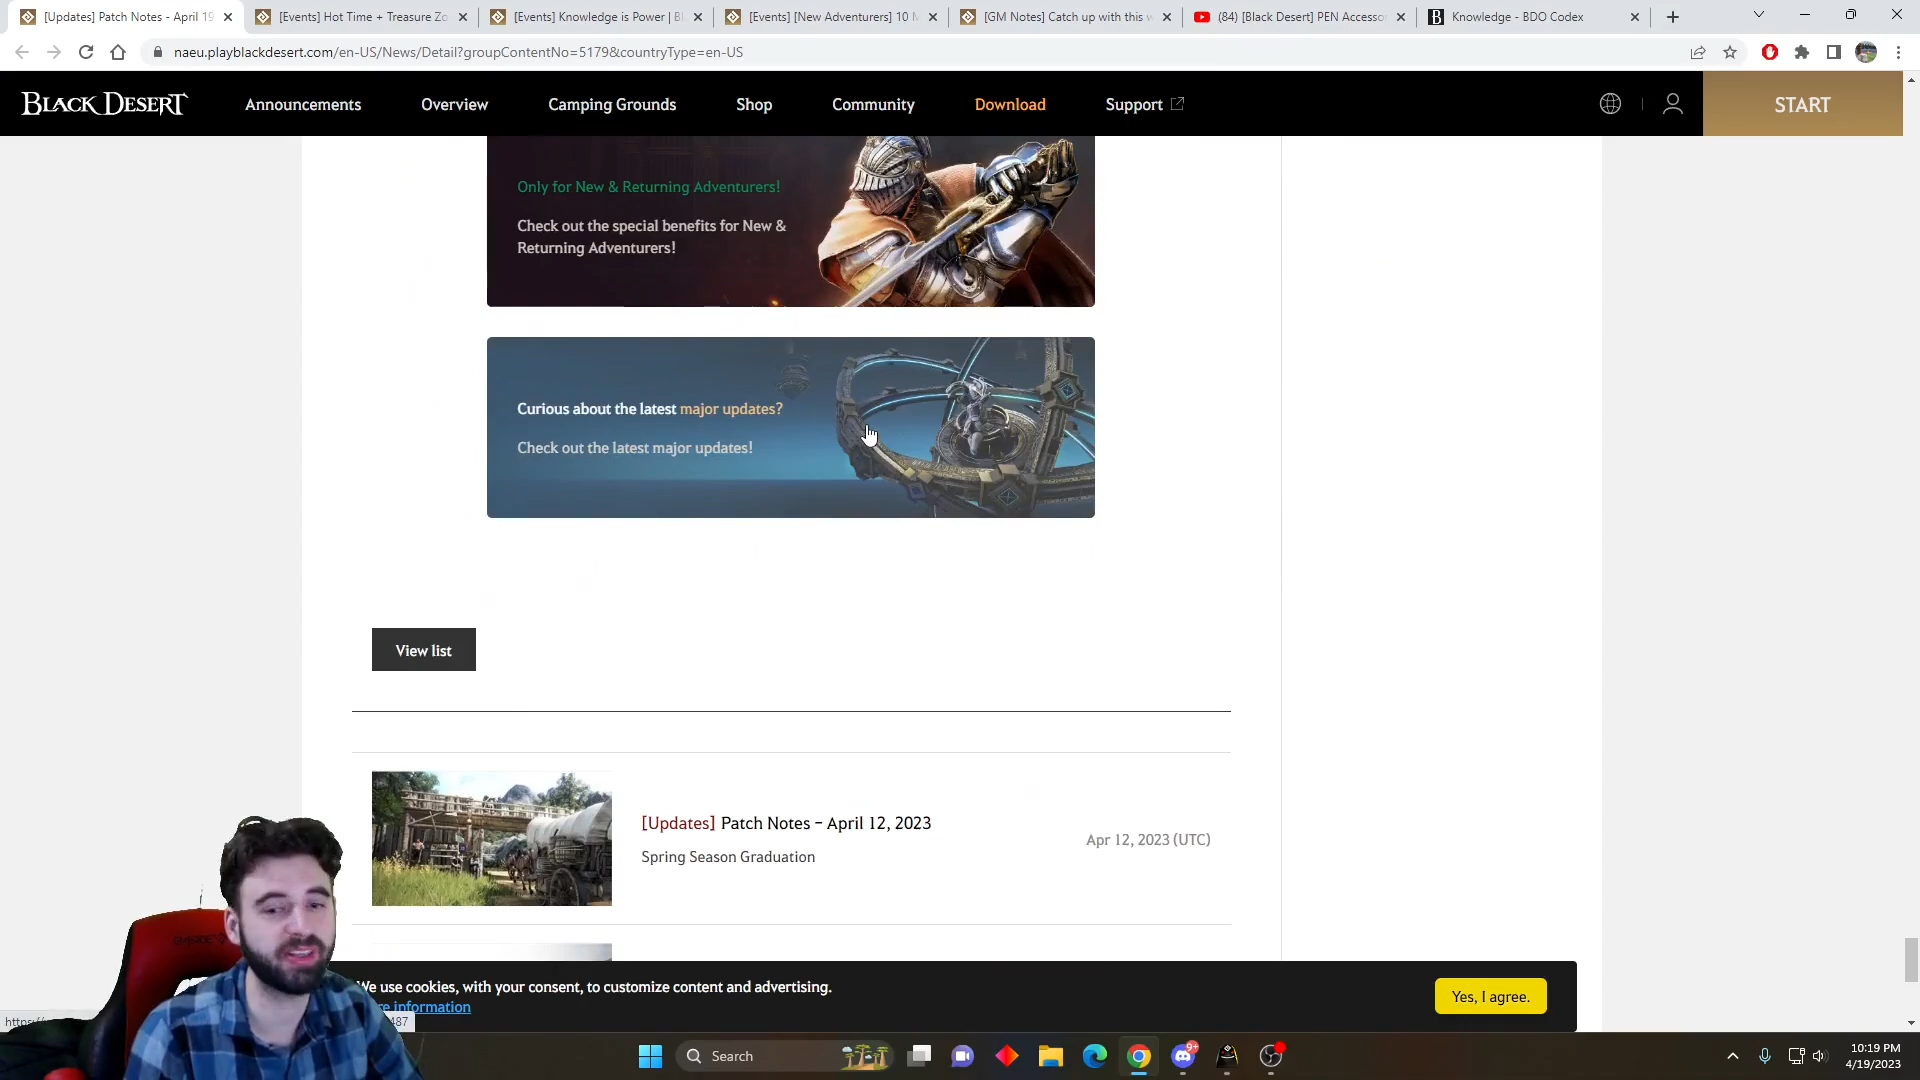 [Updates] Patch Notes - April 19
[Events] Hot Time + Treasure Zo
[Events] Knowledge is Power | Bl
[Events] [New Adventurers] 10 M
[GM Notes] Catch up with this w
(84) [Black Desert] PEN Accessor
Knowledge - BDO Codex
naeu.playblackdesert.com/en-US/News/Detail?groupContentNo=5179&countryType=en-US
BLACK DESERT
Announcements
Overview
Camping Grounds
Shop
Community
Download
Support
START
Only for New & Returning Adventurers!
Check out the special benefits for New &
Returning Adventurers!
Curious about the latest major updates?
Check out the latest major updates!
View list
[Updates] Patch Notes – April 12, 2023
Spring Season Graduation
Apr 12, 2023 (UTC)
We use cookies, with your consent, to customize content and advertising.
re information
Yes, I agree.
487
Search
9+
10:19 PM
4/19/2023